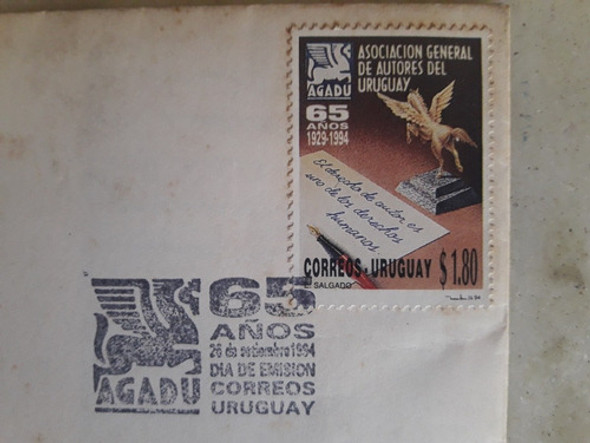 ASOCIACION GENERAL
DE AUTORES DEL
URUGUAY
AGADU
65
AÑOS
1929-1994
El derecho de autor es
uno de los derechos
humanos
CORREOS URUGUAY $1.80
E. SALGADO
65
AÑOS
26 de setiembre 1994
DIA DE EMISION
AGADU CORREOS
URUGUAY